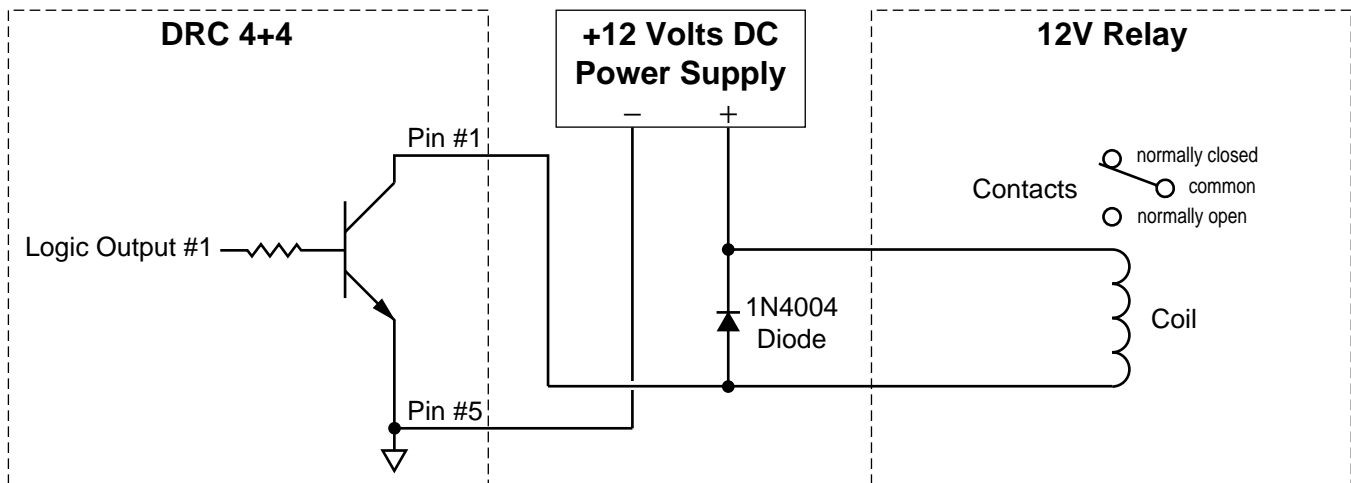 DRC 4+4
+12 Volts DC
Power Supply
– +
12V Relay
Pin #1
normally closed
Contacts
common
normally open
Logic Output #1
1N4004
Diode
Coil
Pin #5